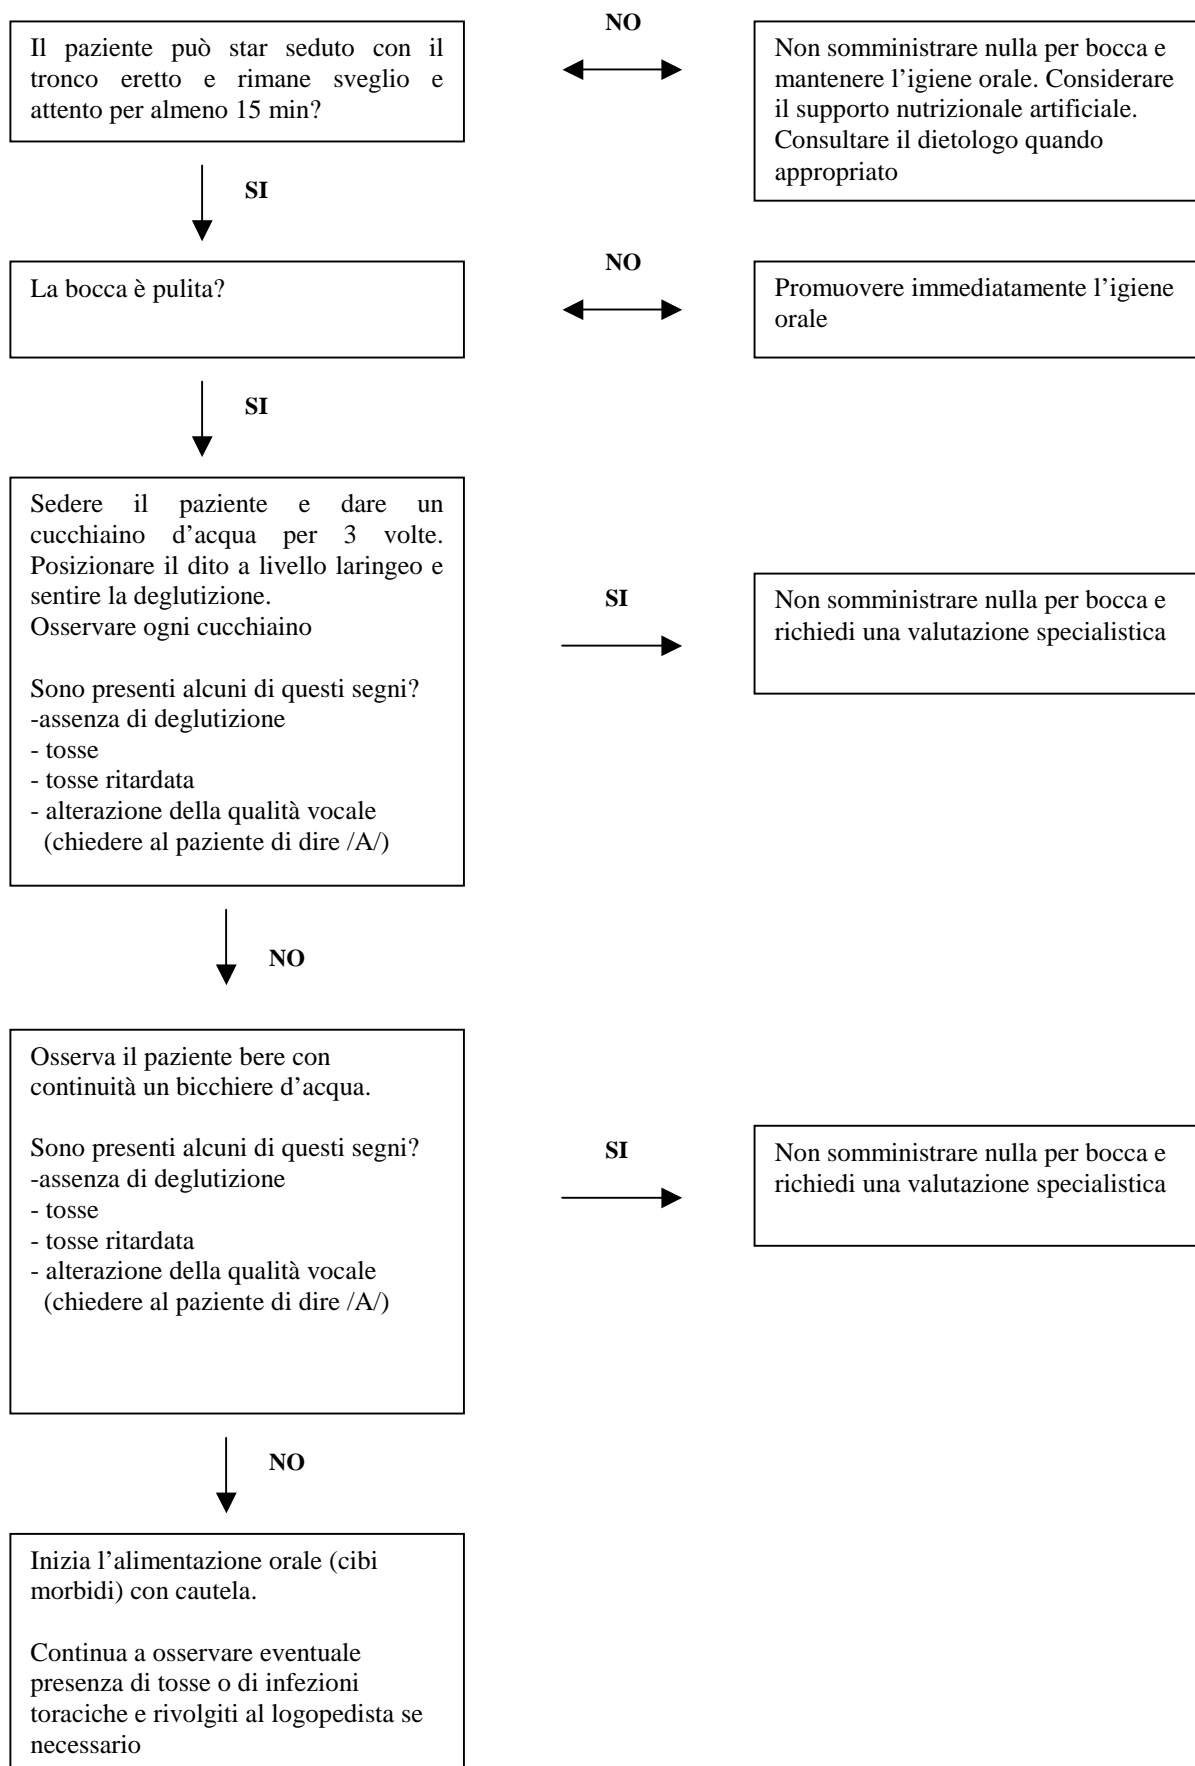 Il paziente può star seduto con il
tronco eretto e rimane sveglio e
attento per almeno 15 min?
NO
Non somministrare nulla per bocca e
mantenere l’igiene orale. Considerare
il supporto nutrizionale artificiale.
Consultare il dietologo quando
appropriato
SI
La bocca è pulita?
NO
Promuovere immediatamente l’igiene
orale
SI
Sedere il paziente e dare un
cucchiaino d’acqua per 3 volte.
Posizionare il dito a livello laringeo e
sentire la deglutizione.
Osservare ogni cucchiaino
Sono presenti alcuni di questi segni?
-assenza di deglutizione
- tosse
- tosse ritardata
- alterazione della qualità vocale
(chiedere al paziente di dire /A/)
SI
Non somministrare nulla per bocca e
richiedi una valutazione specialistica
NO
Osserva il paziente bere con
continuità un bicchiere d’acqua.
Sono presenti alcuni di questi segni?
-assenza di deglutizione
- tosse
- tosse ritardata
- alterazione della qualità vocale
(chiedere al paziente di dire /A/)
SI
Non somministrare nulla per bocca e
richiedi una valutazione specialistica
NO
Inizia l’alimentazione orale (cibi
morbidi) con cautela.
Continua a osservare eventuale
presenza di tosse o di infezioni
toraciche e rivolgiti al logopedista se
necessario